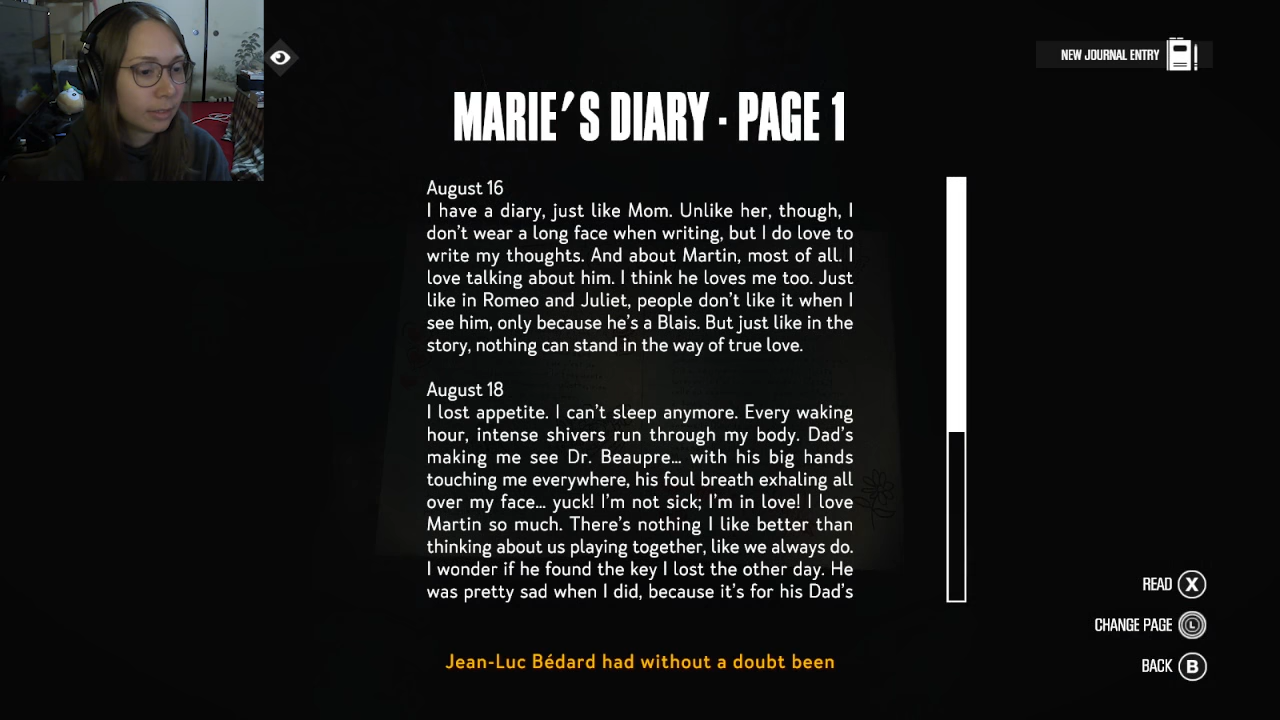 NEW JOURNAL ENTRY
MARIE'S DIARY · PAGE 1
August 16
I have a diary, just like Mom. Unlike her, though, I
don't wear a long face when writing, but I do love to
write my thoughts. And about Martin, most of all. I
love talking about him. I think he loves me too. Just
like in Romeo and Juliet, people don't like it when I
see him, only because he's a Blais. But just like in the
story, nothing can stand in the way of true love.
August 18
I lost appetite. I can't sleep anymore. Every waking
hour, intense shivers run through my body. Dad's
making me see Dr. Beaupre... with his big hands
touching me everywhere, his foul breath exhaling all
over my face... yuck! I'm not sick; I'm in love! I love
Martin so much. There's nothing I like better than
thinking about us playing together, like we always do.
I wonder if he found the key I lost the other day. He
was pretty sad when I did, because it's for his Dad's
READ X
CHANGE PAGE L
BACK B
Jean-Luc Bédard had without a doubt been